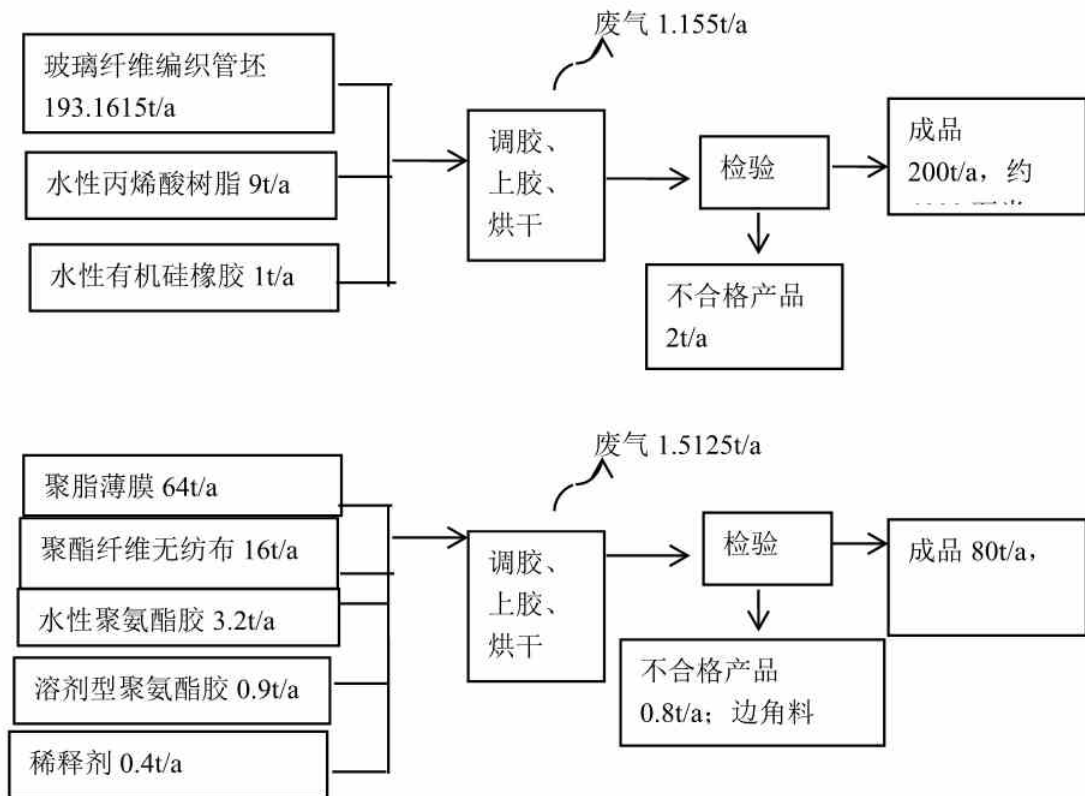 废气 1.155t/a
玻璃纤维编织管坯
193.1615t/a
水性丙烯酸树脂 9t/a
水性有机硅橡胶 1t/a
调胶、
上胶、
烘干
检验
成品
200t/a，约
不合格产品
2t/a
废气 1.5125t/a
聚脂薄膜 64t/a
聚酯纤维无纺布 16t/a
水性聚氨酯胶 3.2t/a
溶剂型聚氨酯胶 0.9t/a
稀释剂 0.4t/a
调胶、
上胶、
烘干
检验
成品 80t/a，
不合格产品
0.8t/a；边角料